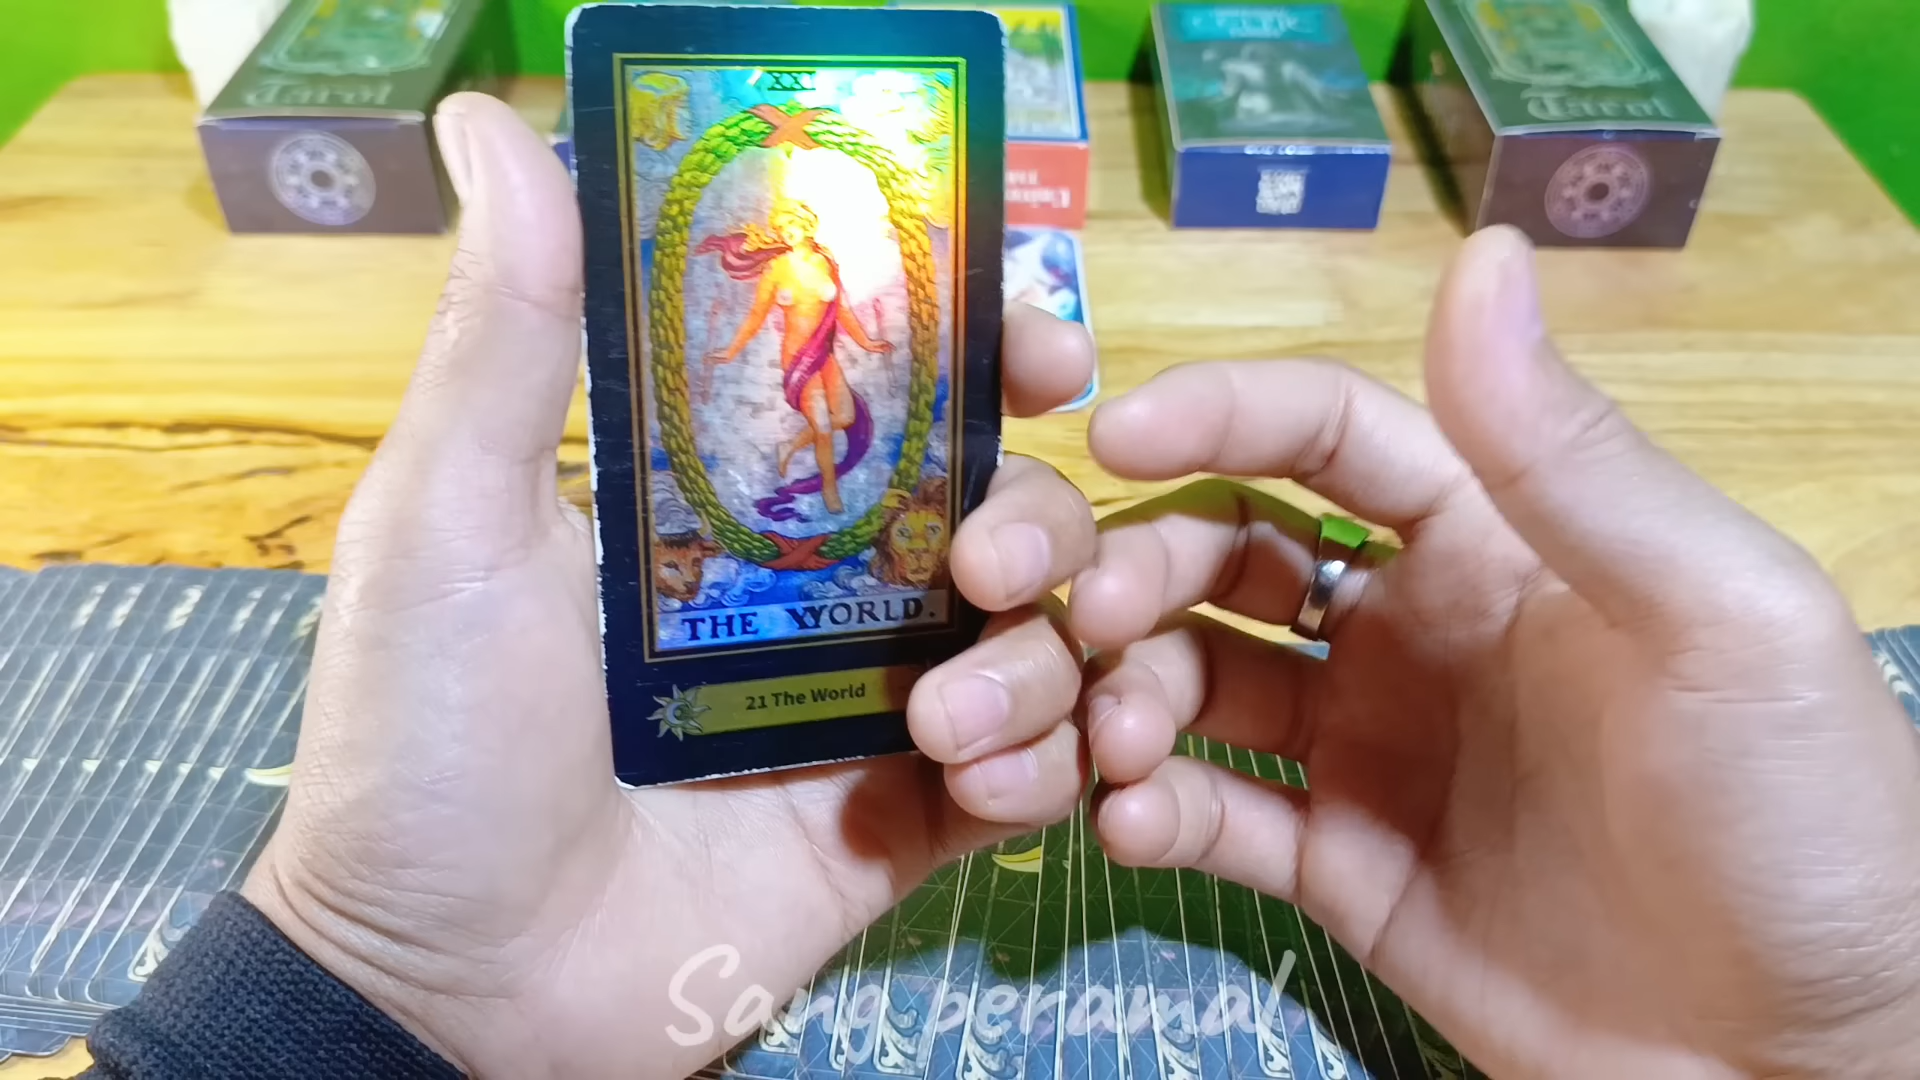 Tarot
Tarot
XXI
THE WORLD.
21 The World
Sang peramal